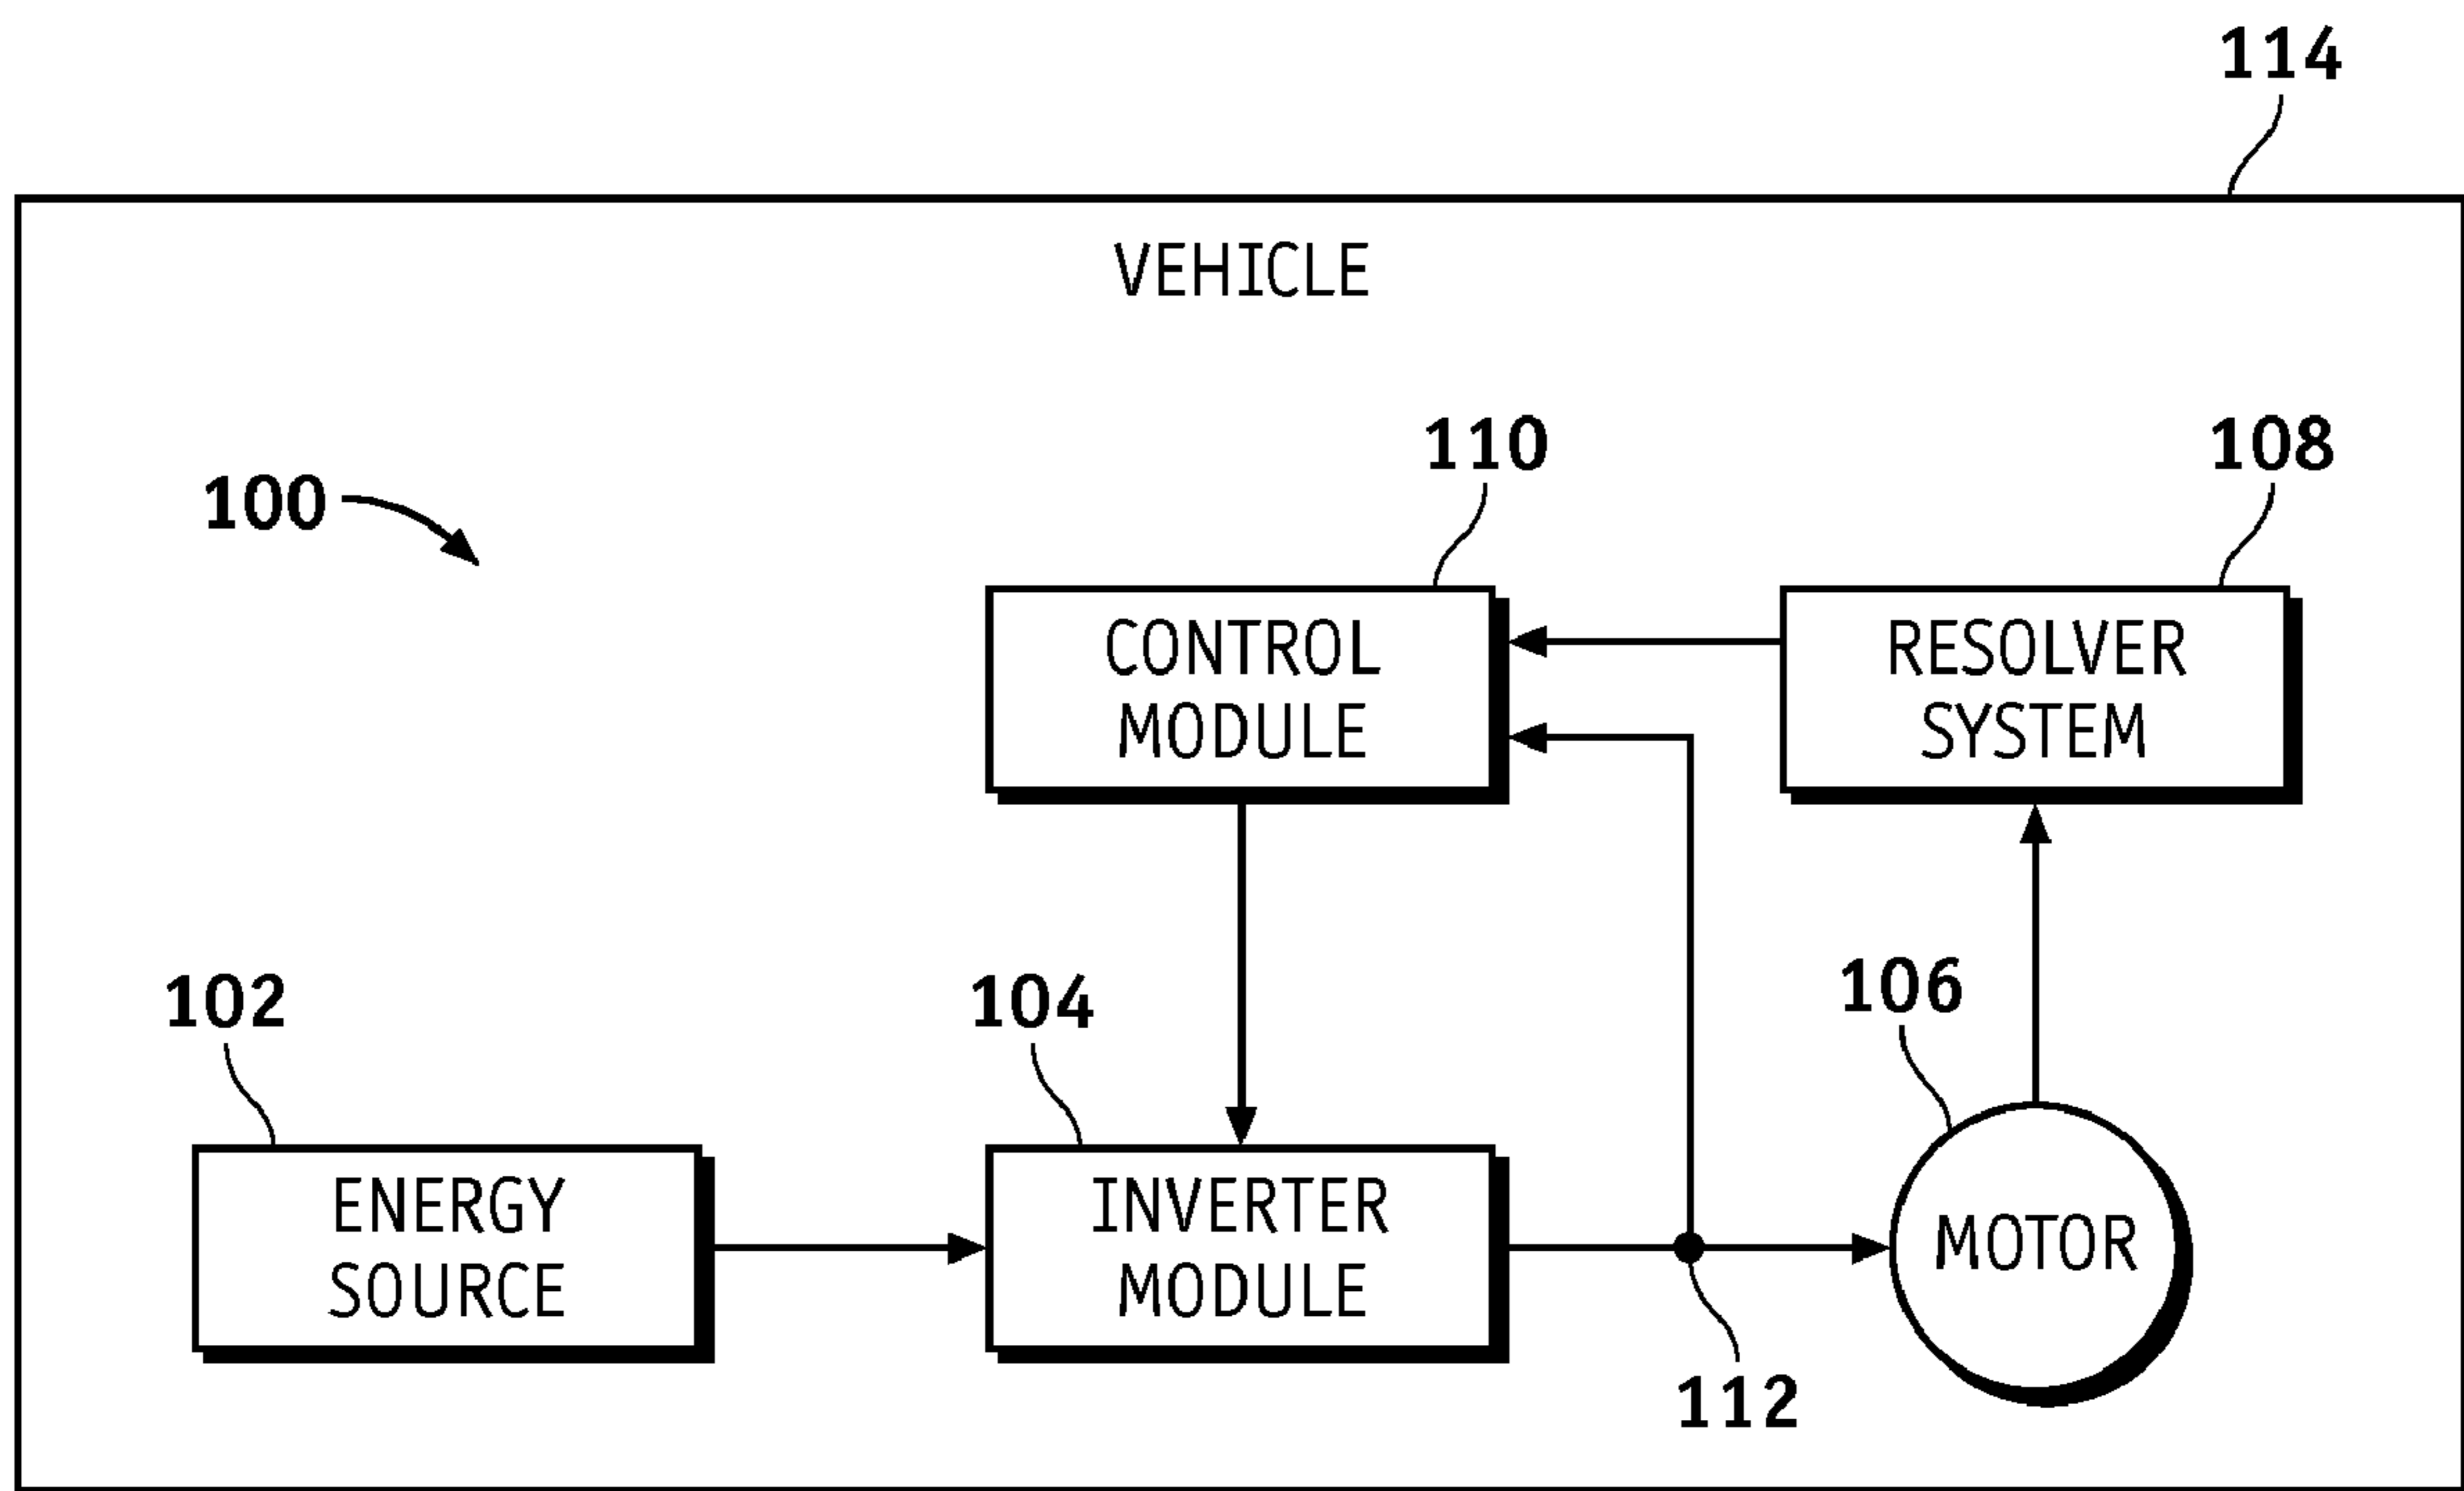 114
VEHICLE
100
110
108
CONTROL
MODULE
RESOLVER
SYSTEM
102
104
106
ENERGY
SOURCE
INVERTER
MODULE
MOTOR
112